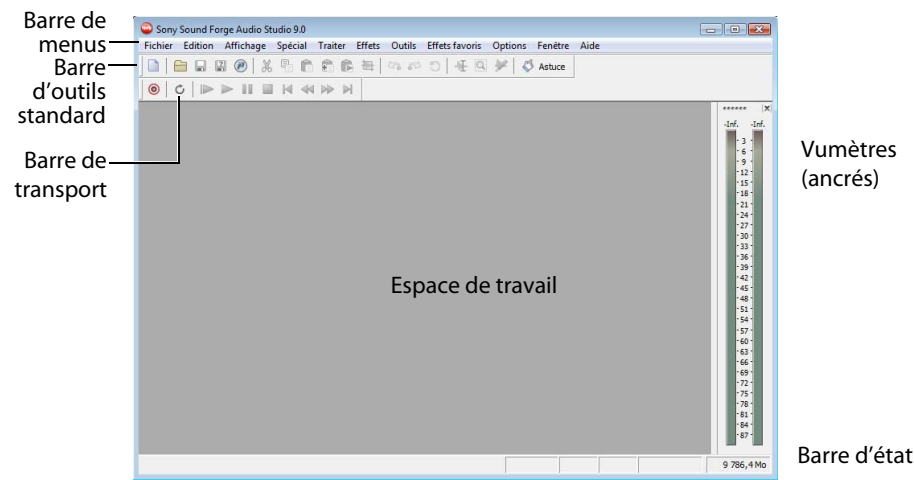 Barre de
menus
Barre
d'outils
standard
Barre de
transport
Sony Sound Forge Audio Studio 9.0
Fichier Edition Affichage Spécial Traiter Effets Outils Effets favoris Options Fenêtre Aide
Astuce
-Inf. -Inf.
- 3 -
- 6 -
- 9 -
- 12 -
- 15 -
- 18 -
- 21 -
- 24 -
- 27 -
- 30 -
- 33 -
- 36 -
- 39 -
- 42 -
- 45 -
- 48 -
- 51 -
- 54 -
- 57 -
- 60 -
- 63 -
- 66 -
- 69 -
- 72 -
- 75 -
- 78 -
- 81 -
- 84 -
- 87 -
Espace de travail
Vumètres
(ancrés)
9 786,4 Mo
Barre d'état